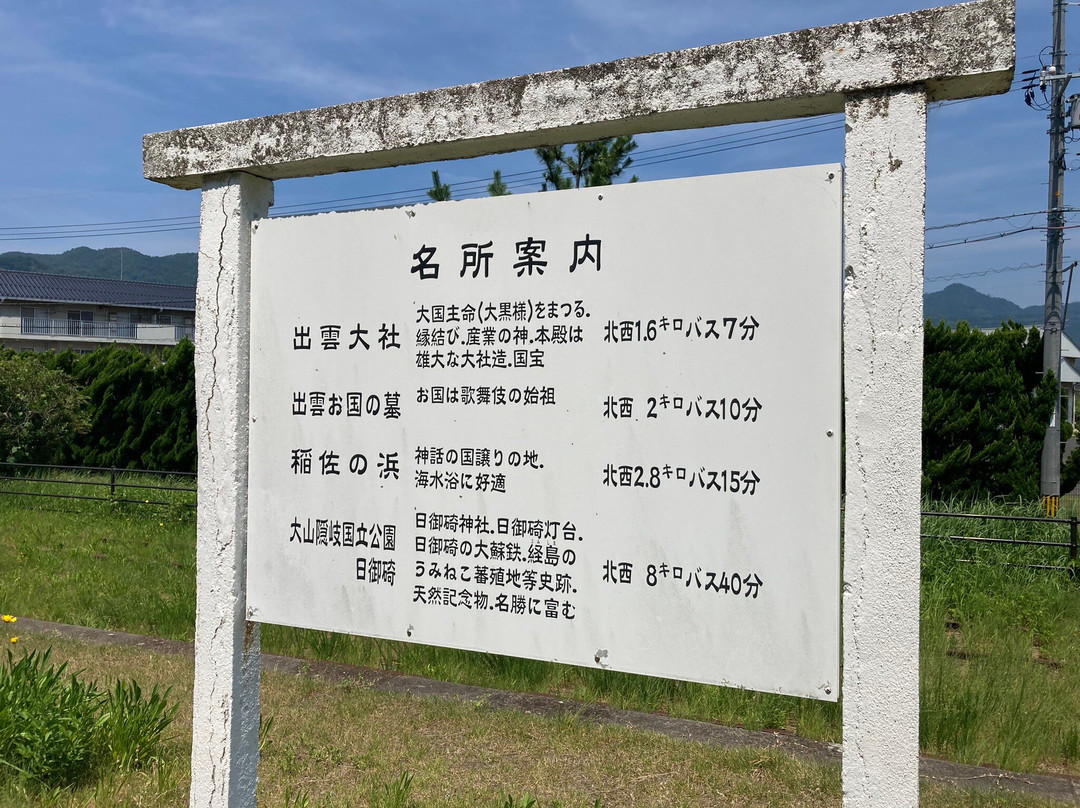 名所案内
出雲大社
大国主命(大黒様)をまつる.
縁結び.産業の神.本殿は
雄大な大社造.国宝
北西1.6キロバス7分
出雲お国の墓
お国は歌舞伎の始祖
北西 2キロバス10分
稲佐の浜
神話の国譲りの地.
海水浴に好適
北西2.8キロバス15分
大山隠岐国立公園
日御碕
日御碕神社.日御碕灯台.
日御碕の大蘇鉄.経島の
うみねこ蕃殖地等史跡.
天然記念物.名勝に富む
北西 8キロバス40分